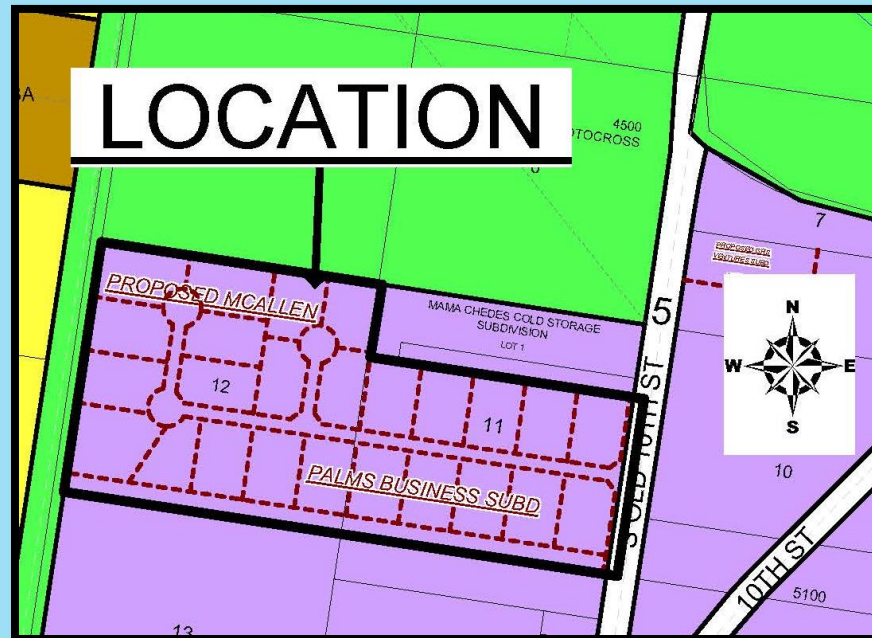 LOCATION
4500
7
PROPOSED MCALLEN
MAMA CHEDES COLD STORAGE
SUBDIVISION
LOT 1
5
N
W E
S
12
11
PALMS BUSINESS SUBD
S OLD 10TH ST
10
10TH ST
5100
13